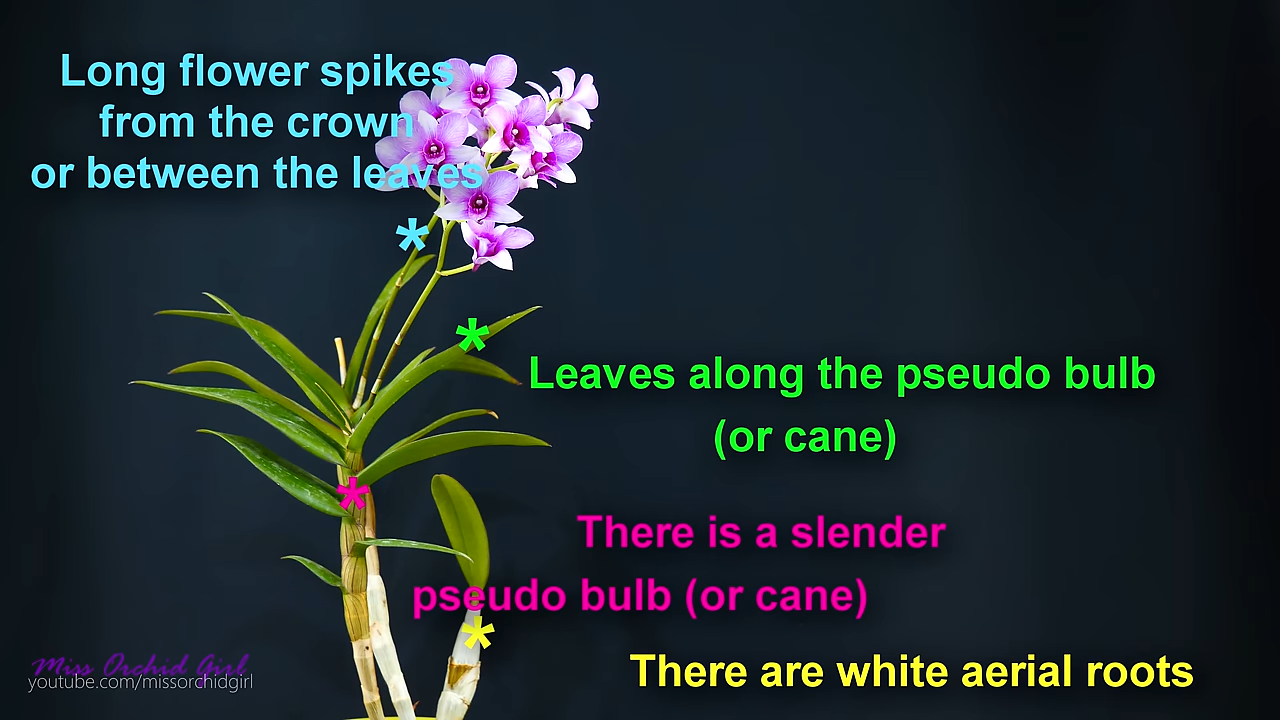 Long flower spikes
from the crown
or between the leaves
*
*
Leaves along the pseudo bulb
(or cane)
*
There is a slender
pseudo bulb (or cane)
*
There are white aerial roots
Miss Orchid Girl
youtube.com/missorchidgirl